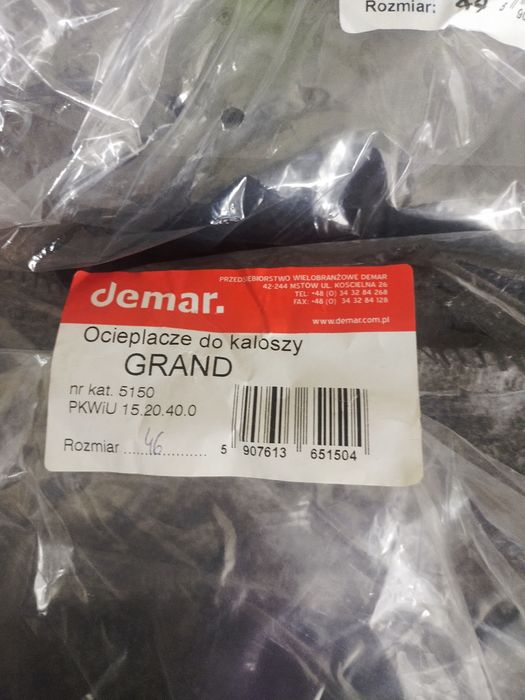 Rozmiar: 44
demar.
PRZEDSIĘBIORSTWO WIELOBRANŻOWE DEMAR
42-244 MSTÓW UL. KOŚCIELNA 26
TEL: +48 (0) 34 32 84 268
FAX: +48 (0) 34 32 84 128
www.demar.com.pl
Ocieplacze do kaloszy
GRAND
nr kat. 5150
PKWiU 15.20.40.0
Rozmiar ....46...........
5 907613 651504